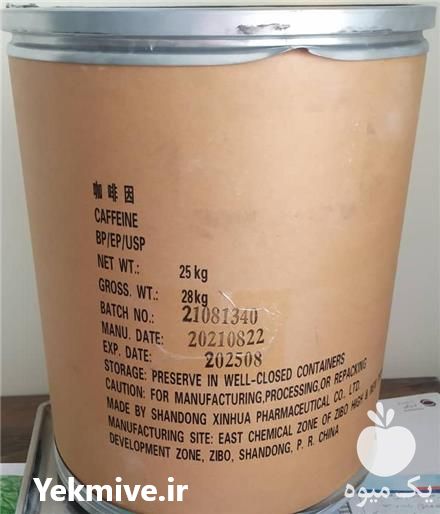 咖啡因
CAFFEINE
BP/EP/USP
NET WT.: 25 kg
GROSS. WT.: 28kg
BATCH NO.: 21081340
MANU. DATE: 20210822
EXP. DATE: 202508
STORAGE: PRESERVE IN WELL-CLOSED CONTAINERS
CAUTION: FOR MANUFACTURING,PROCESSING,OR REPACKING
MADE BY SHANDONG XINHUA PHARMACEUTICAL CO., LTD.
MANUFACTURING SITE: EAST CHEMICAL ZONE OF ZIBO HIGH &
DEVELOPMENT ZONE, ZIBO, SHANDONG, P. R. CHINA
یک میوه
Yekmive.ir